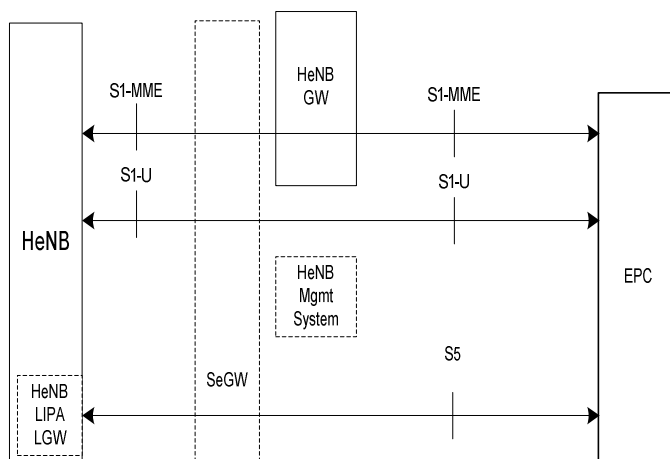 HeNB
GW
S1-MME
S1-MME
S1-U
S1-U
HeNB
HeNB
Mgmt
System
EPC
S5
SeGW
HeNB
LIPA
LGW